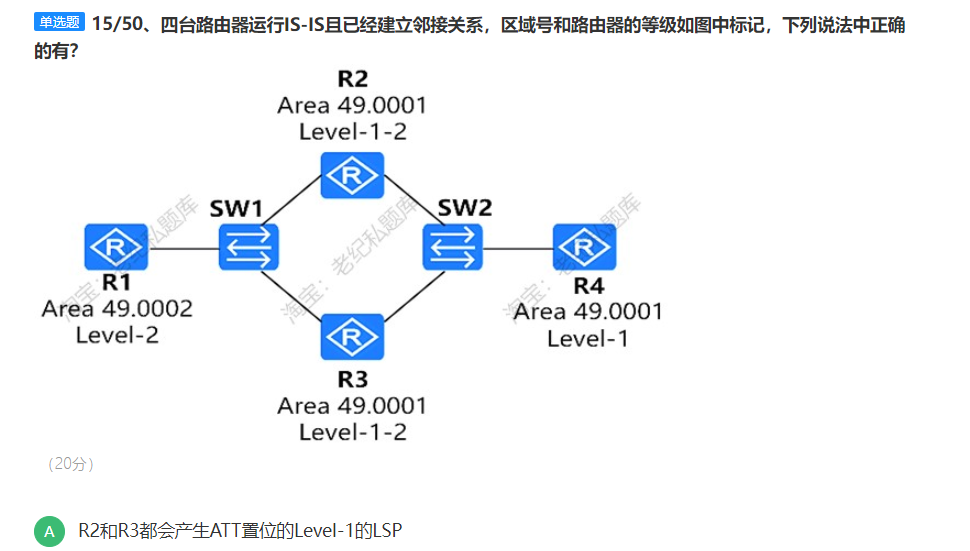 单选题 15/50、四台路由器运行IS-IS且已经建立邻接关系，区域号和路由器的等级如图中标记，下列说法中正确
的有？
R2
Area 49.0001
Level-1-2
R
SW1
SW2
R
R
R1
Area 49.0002
Level-2
R4
Area 49.0001
Level-1
R
R3
Area 49.0001
Level-1-2
淘宝：老纪私题库
淘宝：老纪私题库
淘宝：老纪私题库
（20分）
A R2和R3都会产生ATT置位的Level-1的LSP